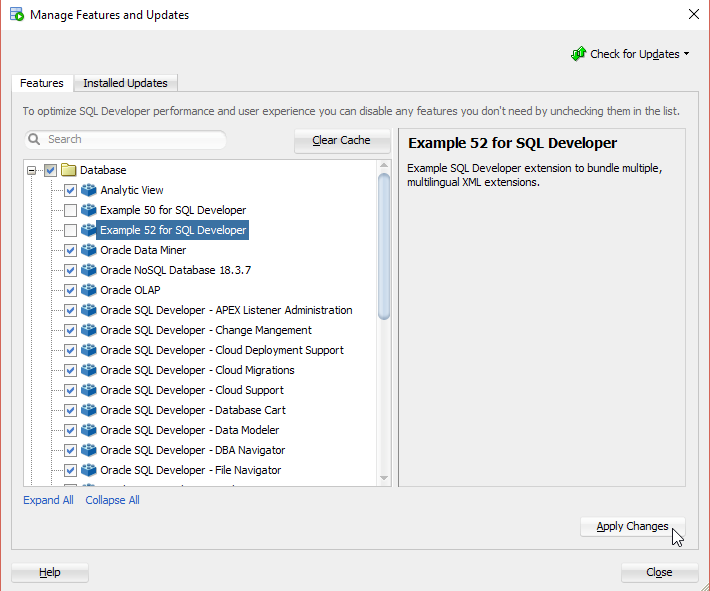 Manage Features and Updates
Check for Updates
Features
Installed Updates
To optimize SQL Developer performance and user experience you can disable any features you don't need by unchecking them in the list.
Search
Clear Cache
Database
Analytic View
Example 50 for SQL Developer
Example 52 for SQL Developer
Oracle Data Miner
Oracle NoSQL Database 18.3.7
Oracle OLAP
Oracle SQL Developer - APEX Listener Administration
Oracle SQL Developer - Change Mangement
Oracle SQL Developer - Cloud Deployment Support
Oracle SQL Developer - Cloud Migrations
Oracle SQL Developer - Cloud Support
Oracle SQL Developer - Database Cart
Oracle SQL Developer - Data Modeler
Oracle SQL Developer - DBA Navigator
Oracle SQL Developer - File Navigator
Example 52 for SQL Developer
Example SQL Developer extension to bundle multiple,
multilingual XML extensions.
Expand All
Collapse All
Apply Changes
Help
Close